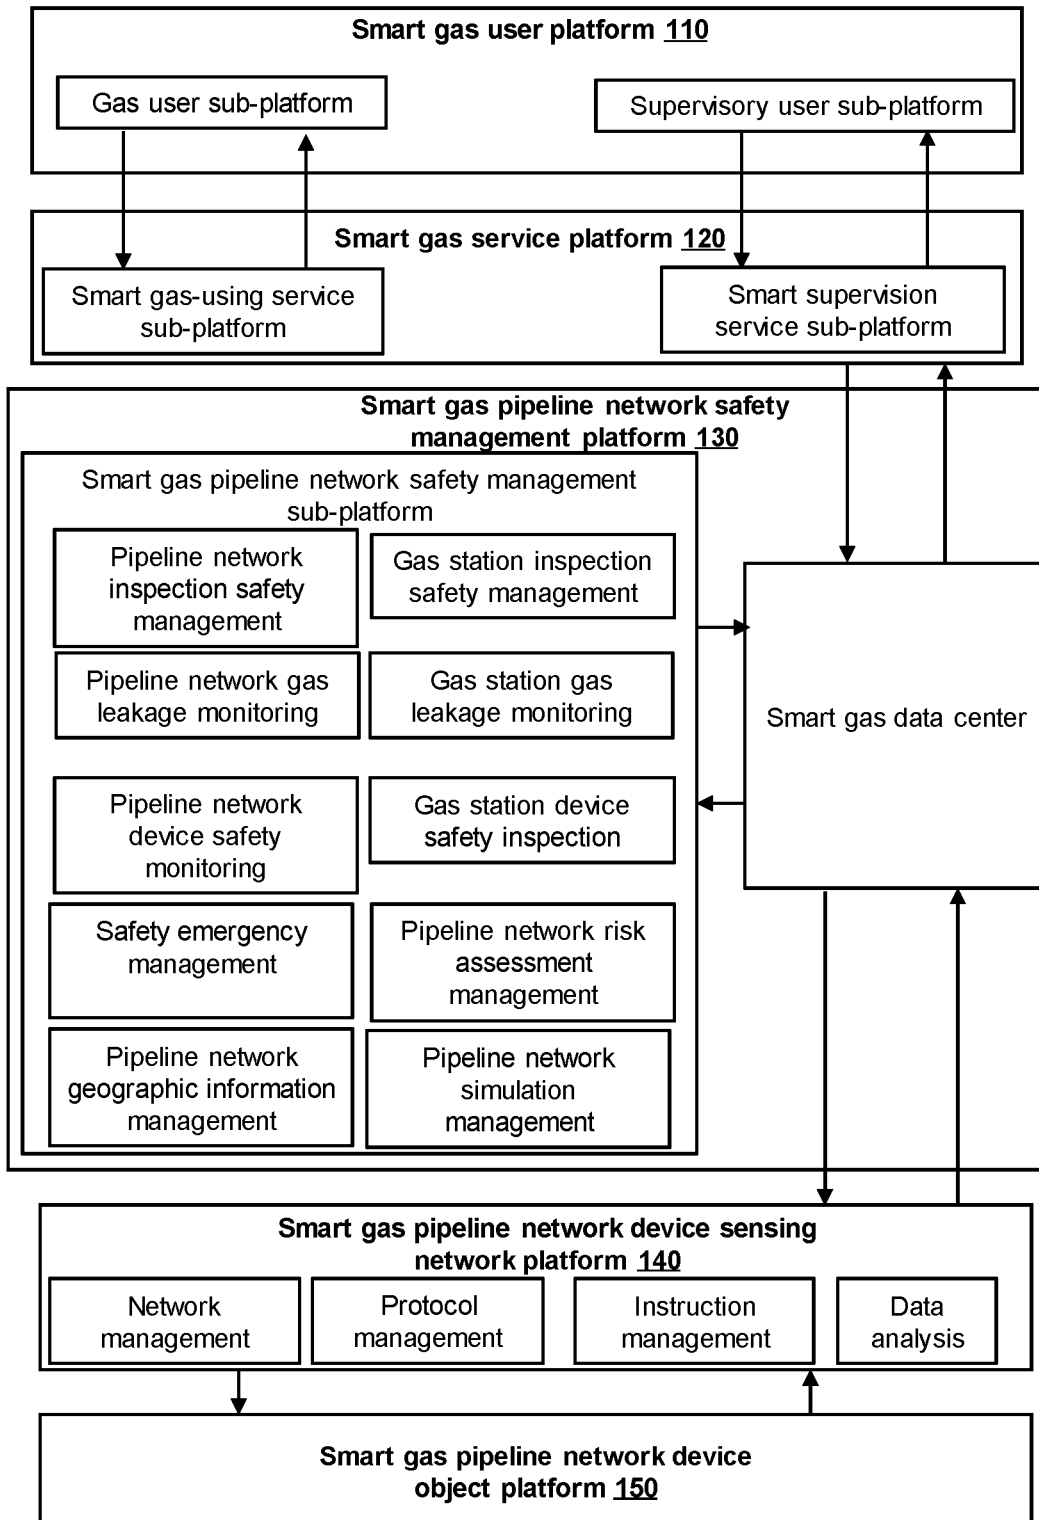 Smart gas user platform 110
Gas user sub-platform
Supervisory user sub-platform
Smart gas service platform 120
Smart gas-using service
sub-platform
Smart supervision
service sub-platform
Smart gas pipeline network safety
management platform 130
Smart gas pipeline network safety management
sub-platform
Pipeline network
inspection safety
management
Gas station inspection
safety management
Pipeline network gas
leakage monitoring
Gas station gas
leakage monitoring
Smart gas data center
Pipeline network
device safety
monitoring
Gas station device
safety inspection
Safety emergency
management
Pipeline network risk
assessment
management
Pipeline network
geographic information
management
Pipeline network
simulation
management
Smart gas pipeline network device sensing
network platform 140
Network
management
Protocol
management
Instruction
management
Data
analysis
Smart gas pipeline network device
object platform 150